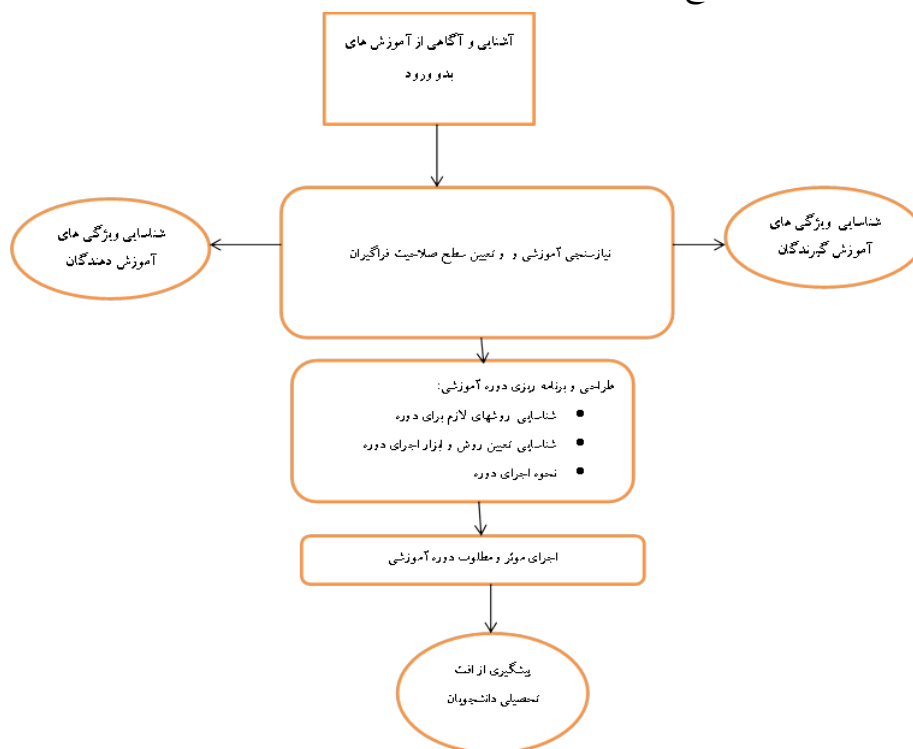 آشنایی و آگاهی از آموزش های
بدو ورود
شناسایی ویژگی های
آموزش گیرندگان
نیازسنجی آموزشی و و تعیین سطح صلاحیت فراگیران
شناسایی ویژگی های
آموزش دهندگان
طراحی و برنامه ریزی دوره آموزشی:
● شناسایی روشهای لازم برای دوره
● شناسایی تعیین روش و ابزار اجرای دوره
● نحوه اجرای دوره
اجرای موثر و مطلوب دوره آموزشی
پیشگیری از افت
تحصیلی دانشجویان